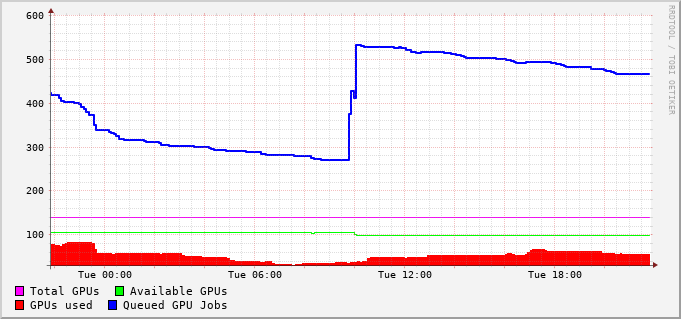 600
500
400
300
200
100
Tue 00:00 Tue 06:00 Tue 12:00 Tue 18:00
Total GPUs Available GPUs
GPUs used Queued GPU Jobs
RRDTOOL / TOBI OETIKER